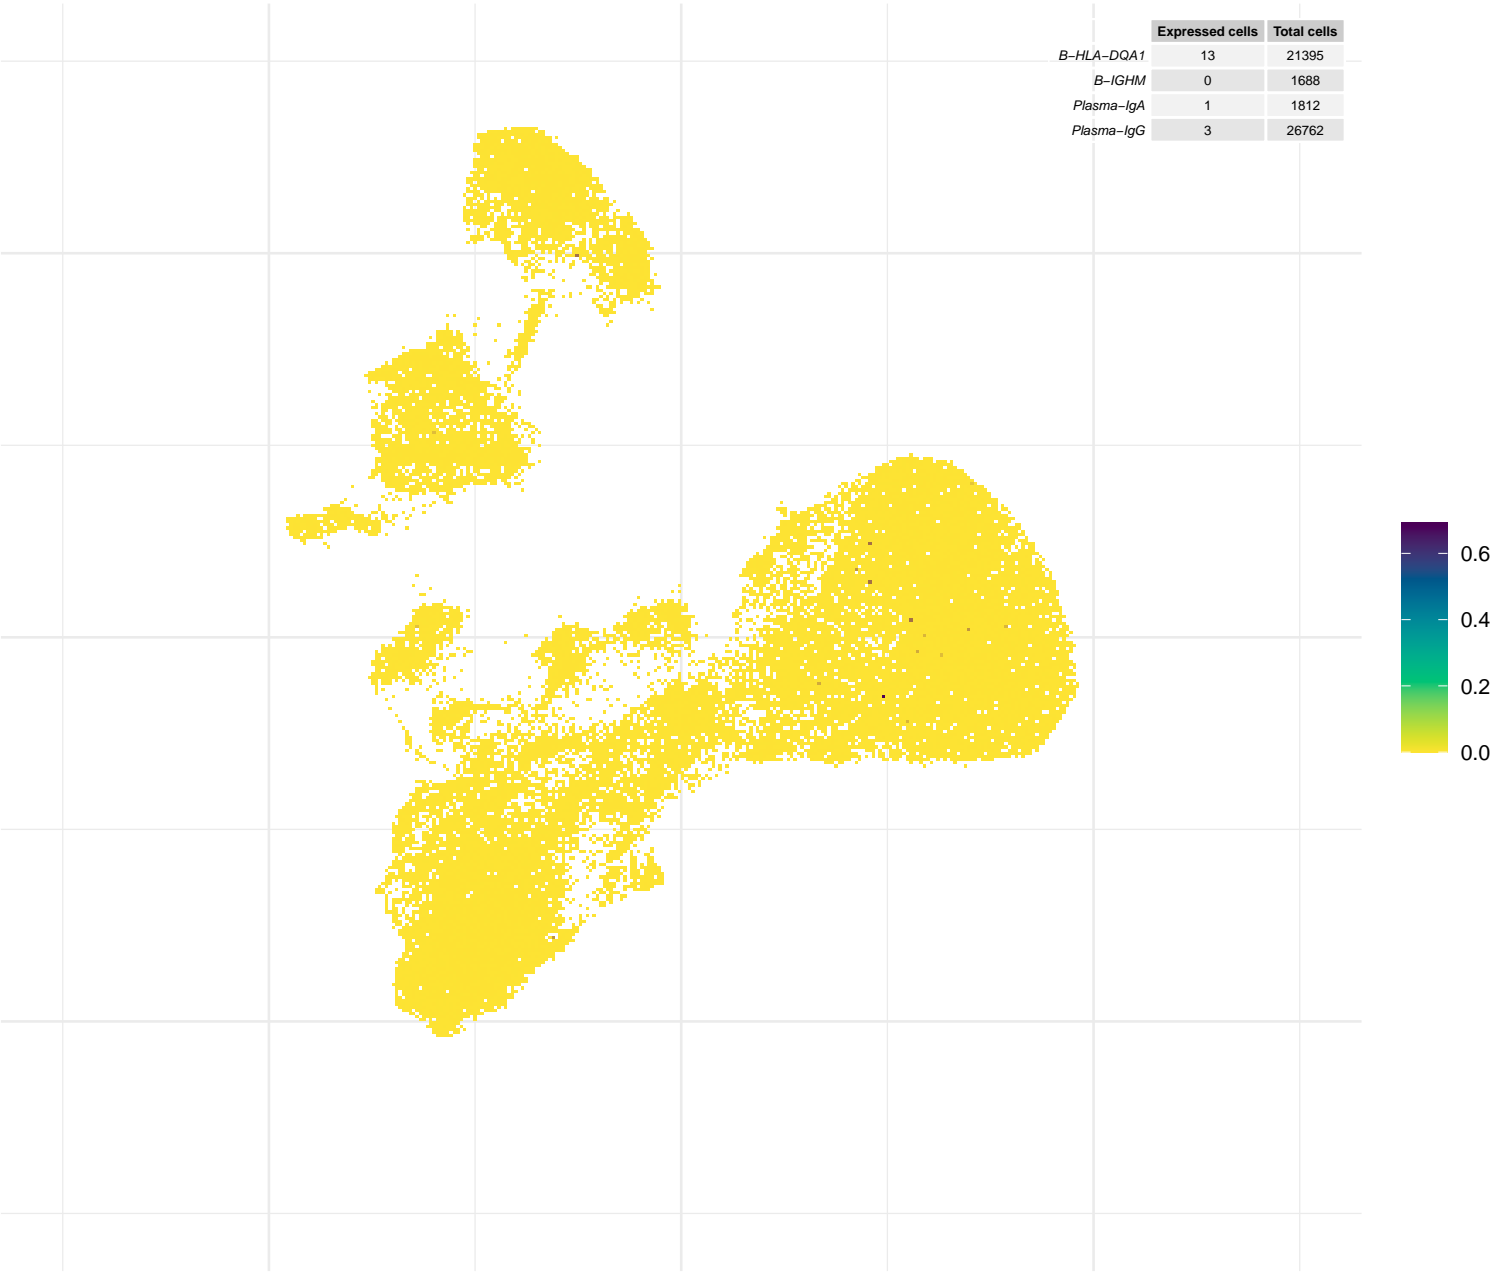 Expressed cells Total cells
B–HLA–DQA1 13 21395
B–IGHM 0 1688
Plasma–IgA 1 1812
Plasma–IgG 3 26762
0.6
0.4
0.2
0.0